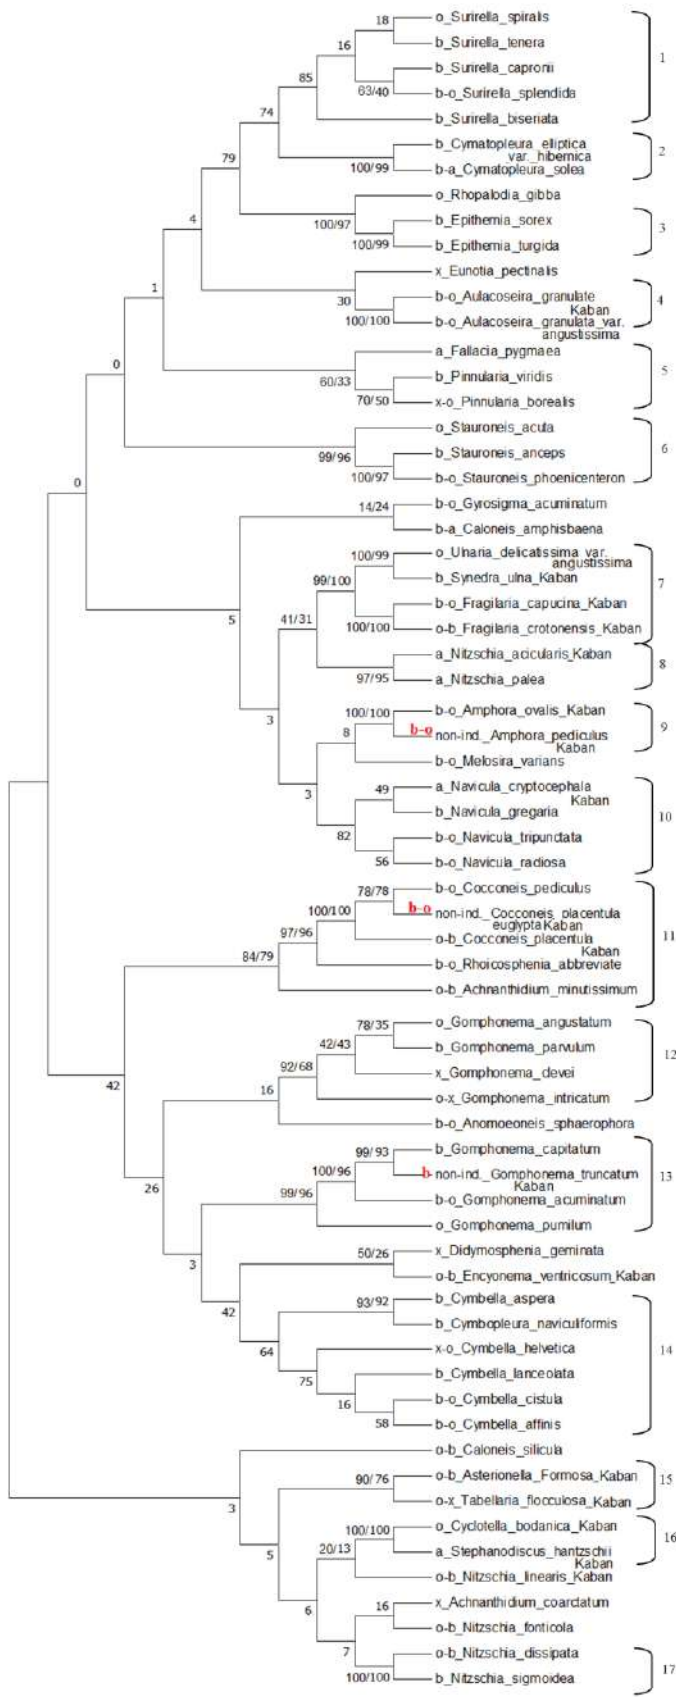 18
o_Surirella_spiralis
16
b_Surirella_tenera
85
b_Surirella_capronii
1
63/40
b-o_Surirella_splendida
74
b_Surirella_biseriata
79
b_Cymatopleura_elliptica
var._hibernica
2
100/99
b-a_Cymatopleura_solea
o_Rhopalodia_gibba
100/97
b_Epithemia_sorex
3
4
100/99
b_Epithemia_turgida
x_Eunotia_pectinalis
1
30
b-o_Aulacoseira_granulate
Kaban
4
100/100
b-o_Aulacoseira_granulata_var.
angustissima
a_Fallacia_pygmaea
0
60/33
b_Pinnularia_viridis
5
70/50
x-o_Pinnularia_borealis
o_Stauroneis_acuta
99/96
b_Stauroneis_anceps
6
0
100/97
b-o_Stauroneis_phoenicenteron
b-o_Gyrosigma_acuminatum
14/24
b-a_Caloneis_amphisbaena
100/99
o_Ulnaria_delicatissima_var.
angustissima
99/100
b_Synedra_ulna_Kaban
7
b-o_Fragilaria_capucina_Kaban
5
41/31
100/100
o-b_Fragilaria_crotonensis_Kaban
a_Nitzschia_acicularis_Kaban
8
97/95
a_Nitzschia_palea
3
100/100
b-o_Amphora_ovalis_Kaban
8
b-o
non-ind._Amphora_pediculus
Kaban
9
b-o_Melosira_varians
3
49
a_Navicula_cryptocephala
Kaban
b_Navicula_gregaria
10
82
b-o_Navicula_tripunctata
56
b-o_Navicula_radiosa
78/78
b-o_Cocconeis_pediculus
100/100
b-o
non-ind._Cocconeis_placentula
euglypta Kaban
97/96
o-b_Cocconeis_placentula
Kaban
11
84/79
b-o_Rhoicosphenia_abbreviate
o-b_Achnanthidium_minutissimum
78/35
o_Gomphonema_angustatum
42/43
b_Gomphonema_parvulum
12
92/68
x_Gomphonema_devei
42
16
o-x_Gomphonema_intricatum
b-o_Anomoeoneis_sphaerophora
99/93
b_Gomphonema_capitatum
100/96
b-
non-ind._Gomphonema_truncatum
Kaban
13
26
99/96
b-o_Gomphonema_acuminatum
o_Gomphonema_pumilum
3
50/26
x_Didymosphenia_geminata
o-b_Encyonema_ventricosum_Kaban
42
93/92
b_Cymbella_aspera
b_Cymbopleura_naviculiformis
64
x-o_Cymbella_helvetica
14
75
b_Cymbella_lanceolata
16
b-o_Cymbella_cistula
58
b-o_Cymbella_affinis
o-b_Caloneis_silicula
90/76
o-b_Asterionella_Formosa_Kaban
15
3
o-x_Tabellaria_flocculosa_Kaban
100/100
o_Cyclotella_bodanica_Kaban
16
5
20/13
a_Stephanodiscus_hantzschii
Kaban
o-b_Nitzschia_linearis_Kaban
6
16
x_Achnanthidium_coarctatum
o-b_Nitzschia_fonticola
7
o-b_Nitzschia_dissipata
17
100/100
b_Nitzschia_sigmoidea